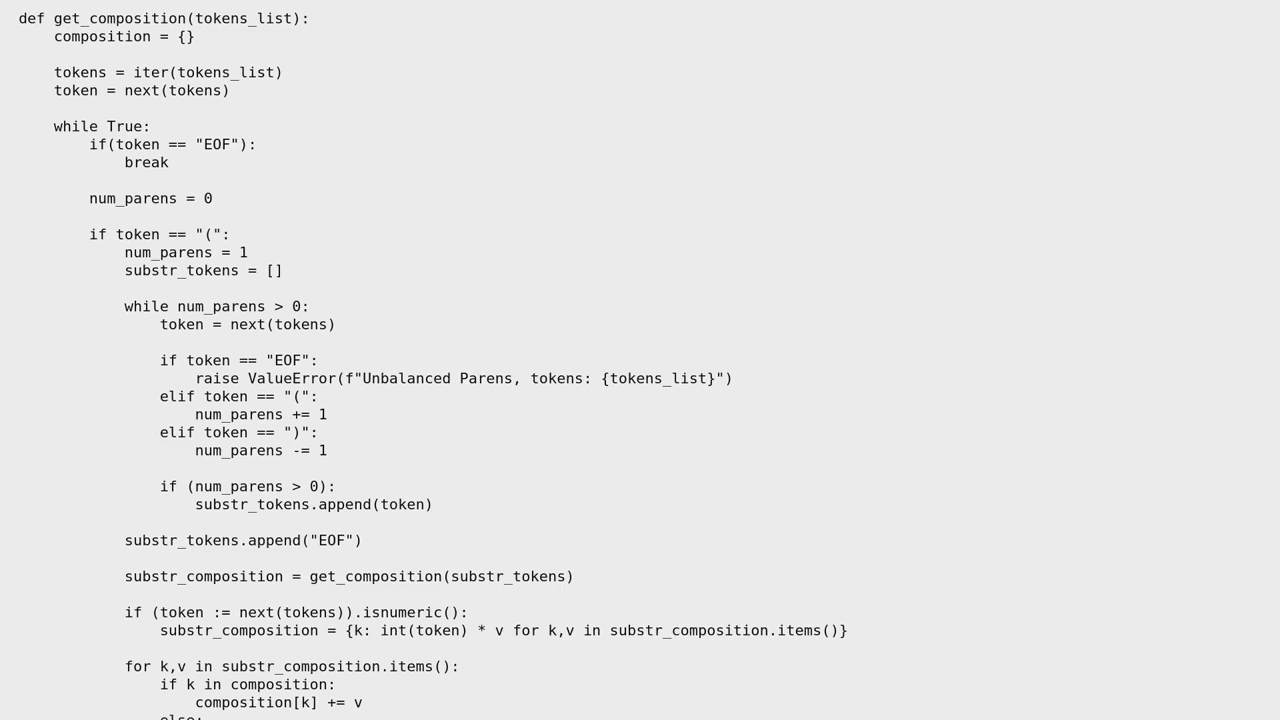 def get_composition(tokens_list):
    composition = {}

    tokens = iter(tokens_list)
    token = next(tokens)

    while True:
        if(token == "EOF"):
            break

        num_parens = 0

        if token == "(":
            num_parens = 1
            substr_tokens = []

            while num_parens > 0:
                token = next(tokens)

                if token == "EOF":
                    raise ValueError(f"Unbalanced Parens, tokens: {tokens_list}")
                elif token == "(":
                    num_parens += 1
                elif token == ")":
                    num_parens -= 1

                if (num_parens > 0):
                    substr_tokens.append(token)

            substr_tokens.append("EOF")

            substr_composition = get_composition(substr_tokens)

            if (token := next(tokens)).isnumeric():
                substr_composition = {k: int(token) * v for k,v in substr_composition.items()}

            for k,v in substr_composition.items():
                if k in composition:
                    composition[k] += v
                else: